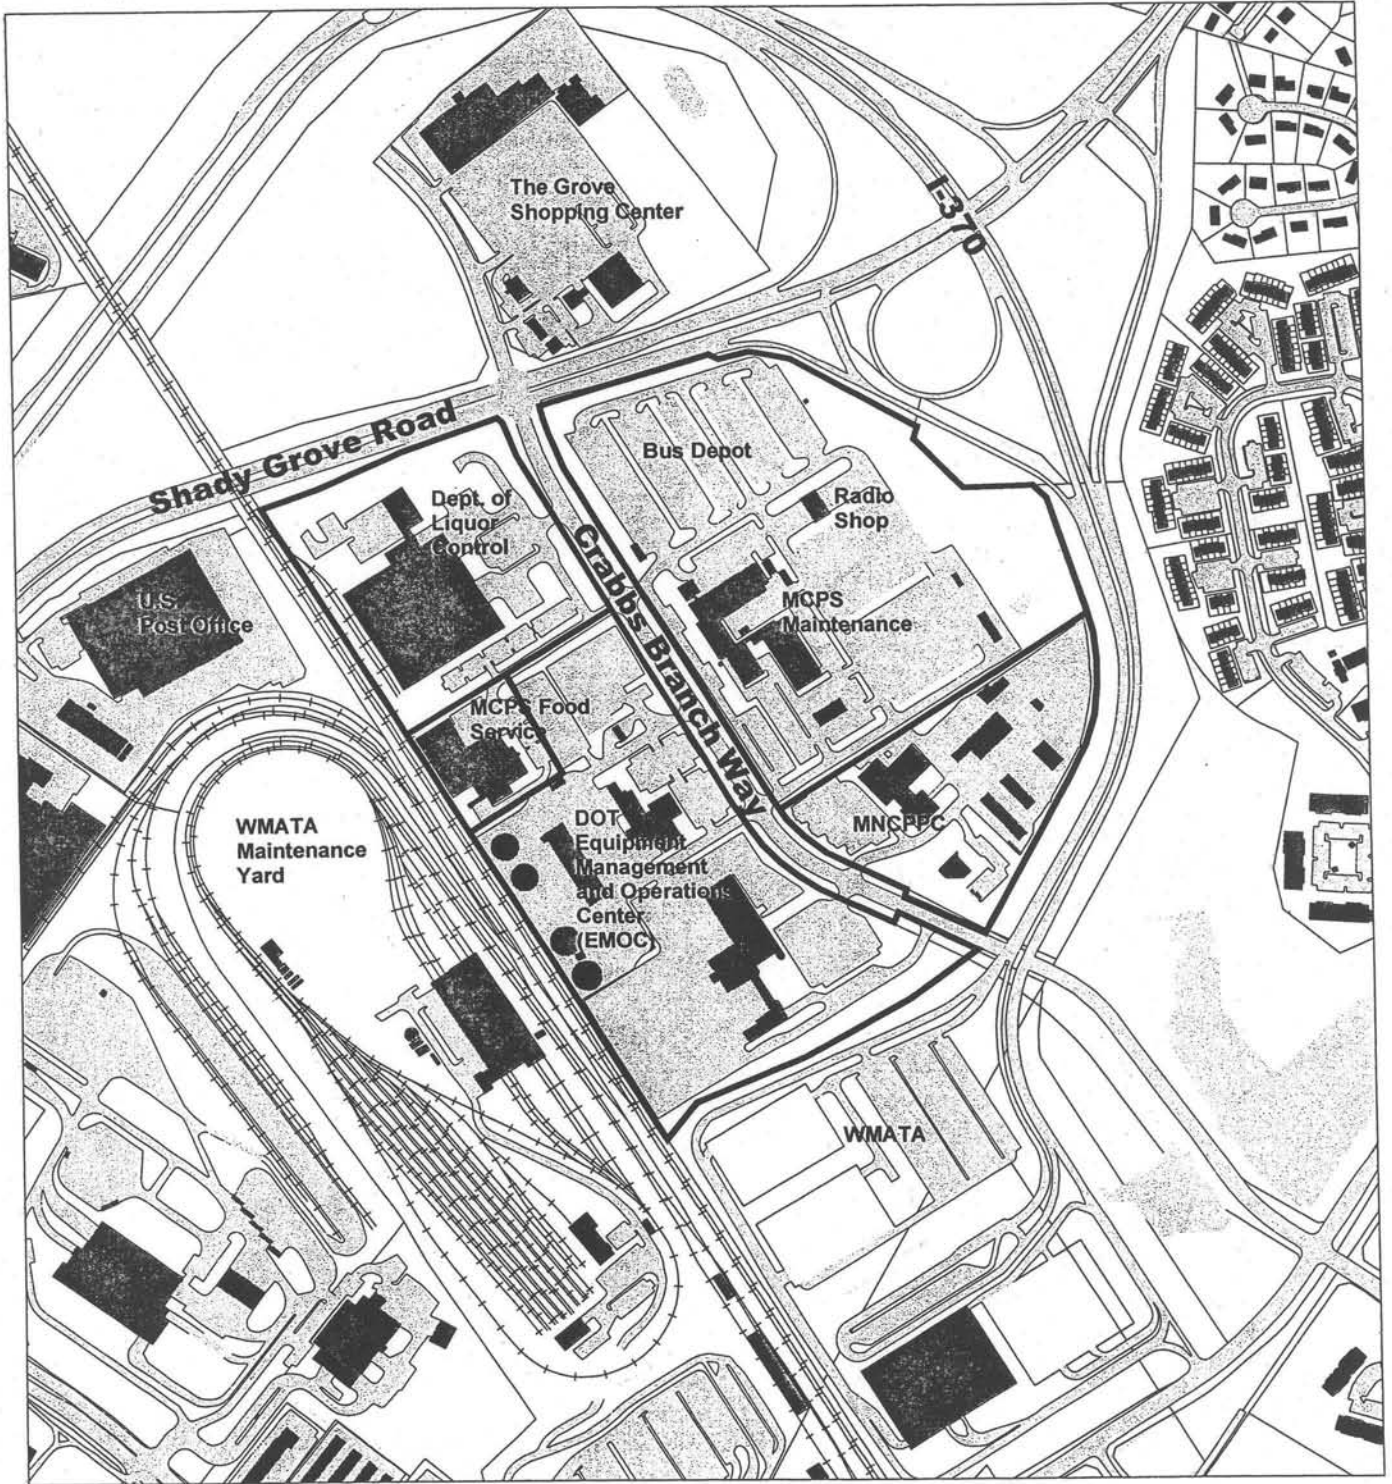 The Grove
Shopping Center
I-370
Shady Grove Road
Bus Depot
Dept. of
Liquor
Control
Radio
Shop
Crabbs Branch Way
U.S.
Post Office
MCPS
Maintenance
MCPS Food
Service
WMATA
Maintenance
Yard
DOT
Equipment
Management
and Operations
Center
(EMOC)
MNCPPC
WMATA